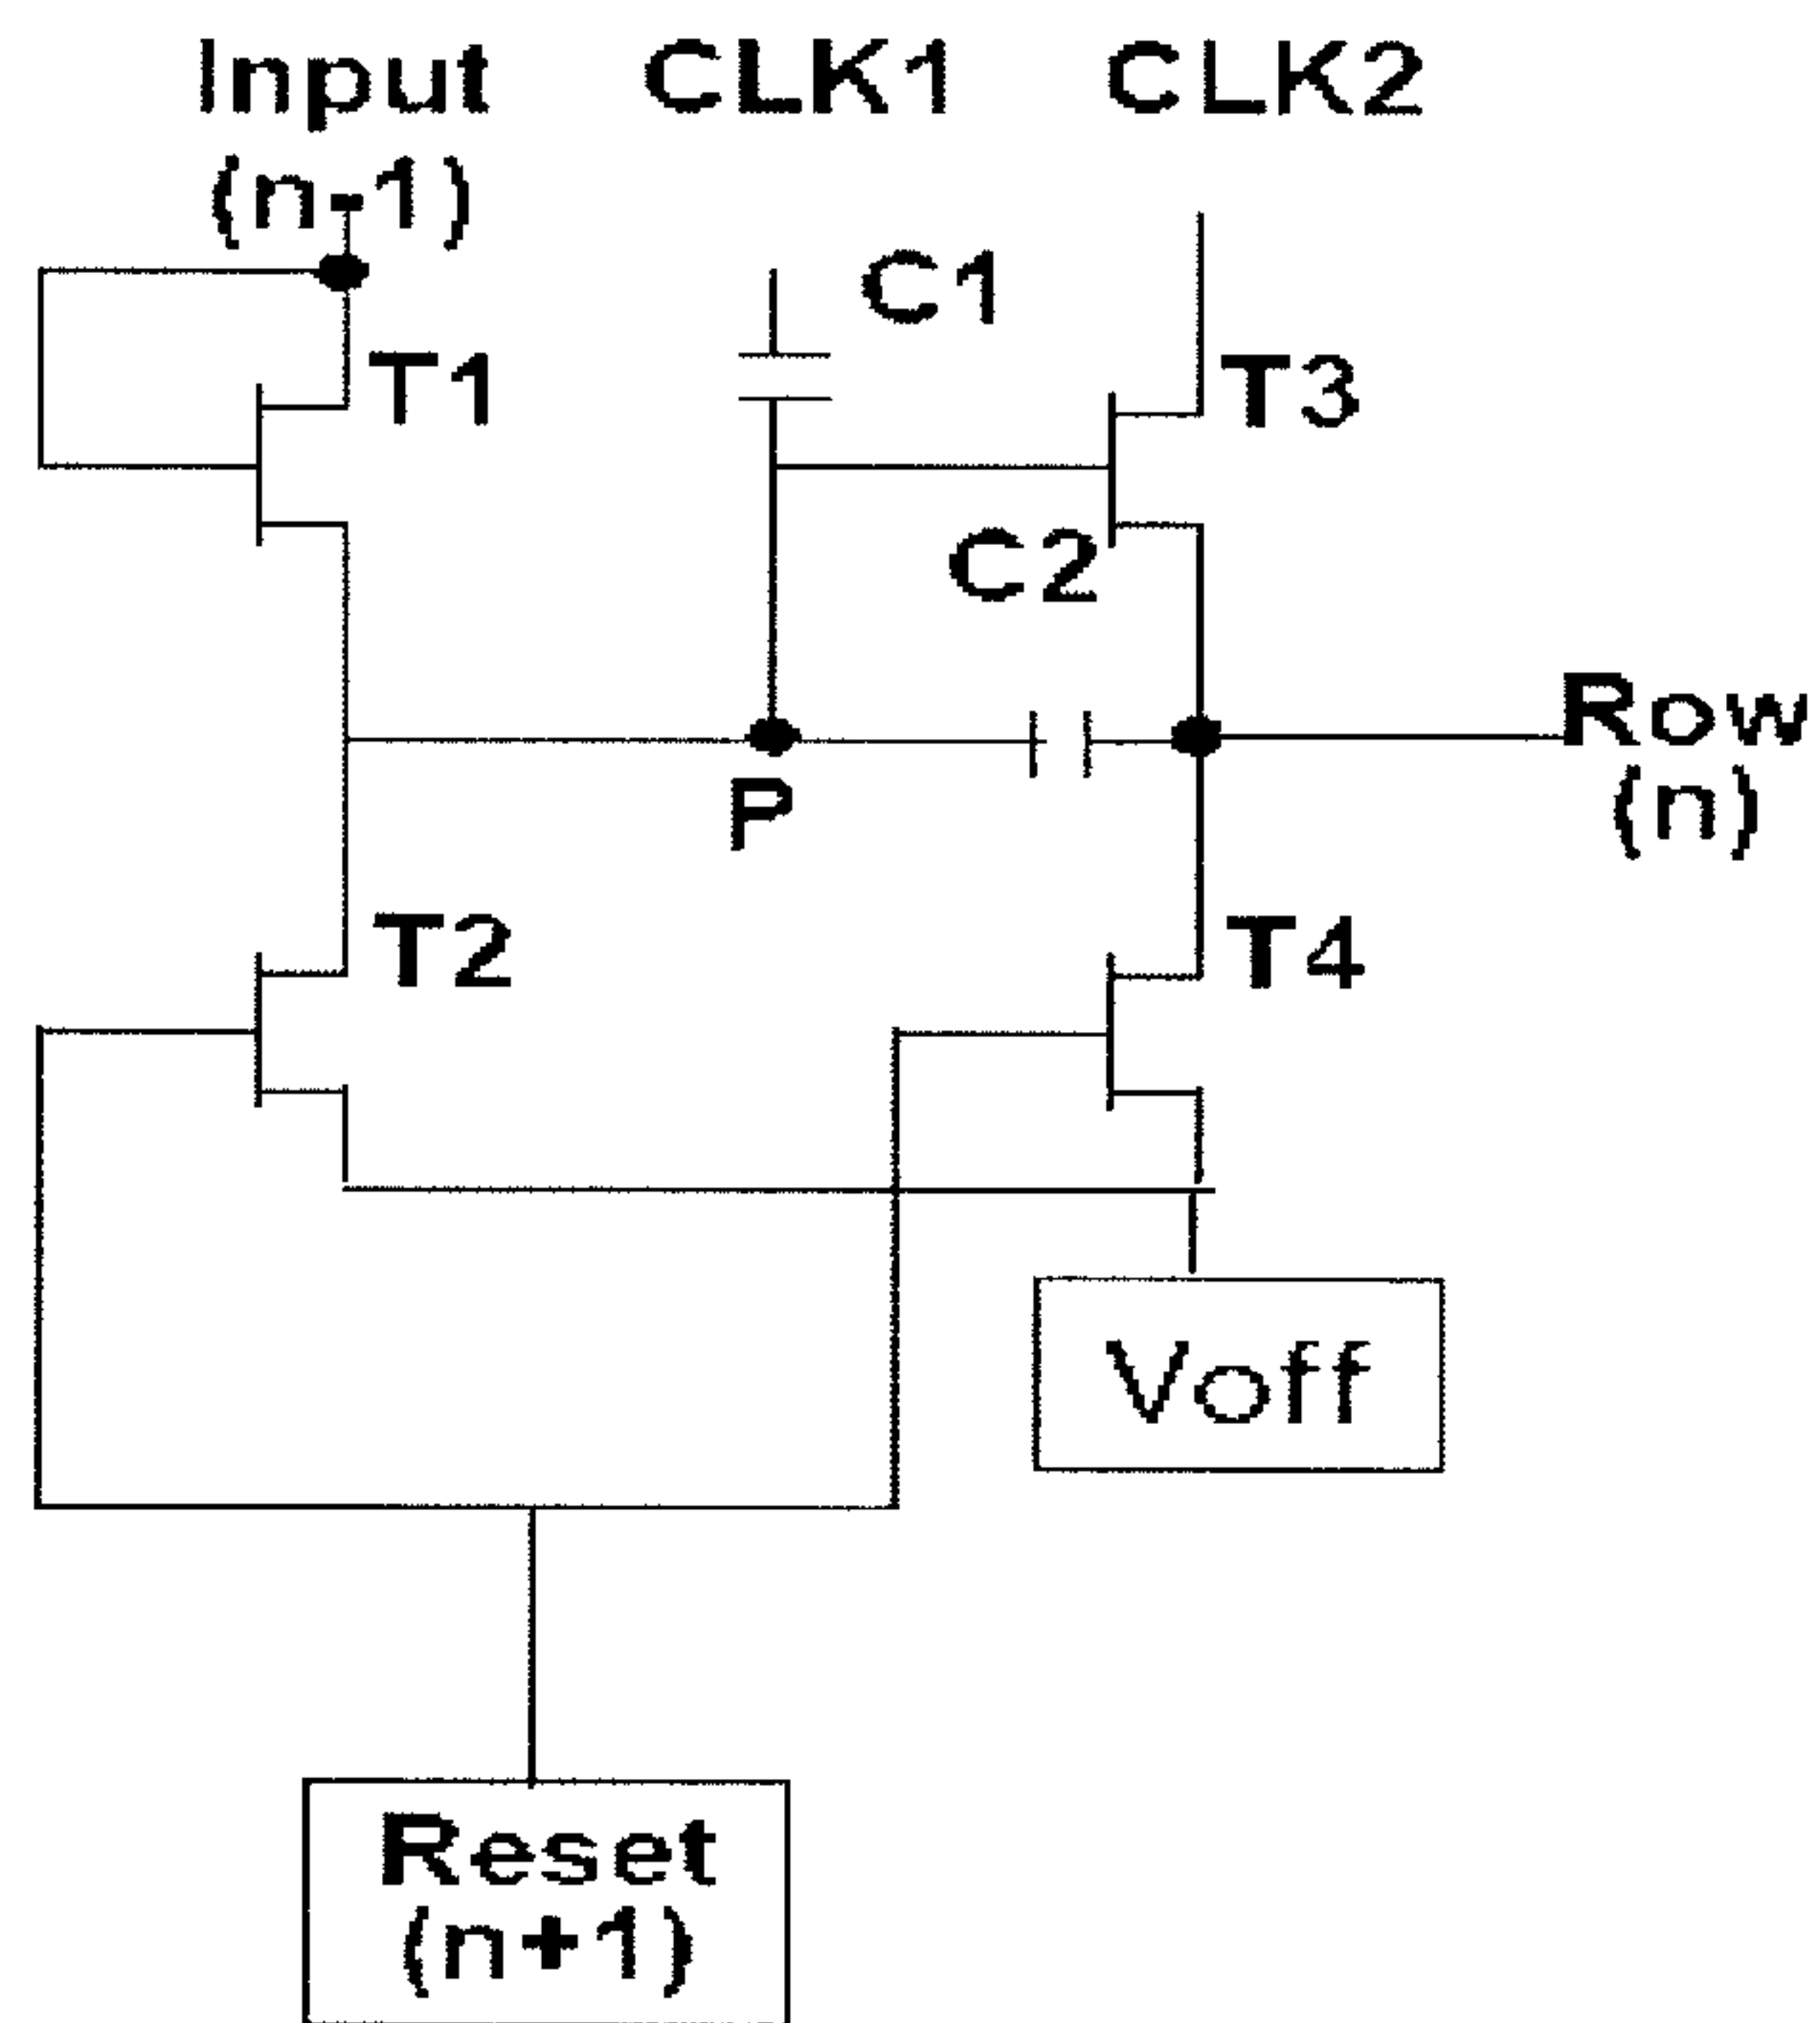 Input CLK1 CLK2
(n-1)
C1
T1
T3
C2
Row
(n)
P
T2
T4
Voff
Reset
(n+1)